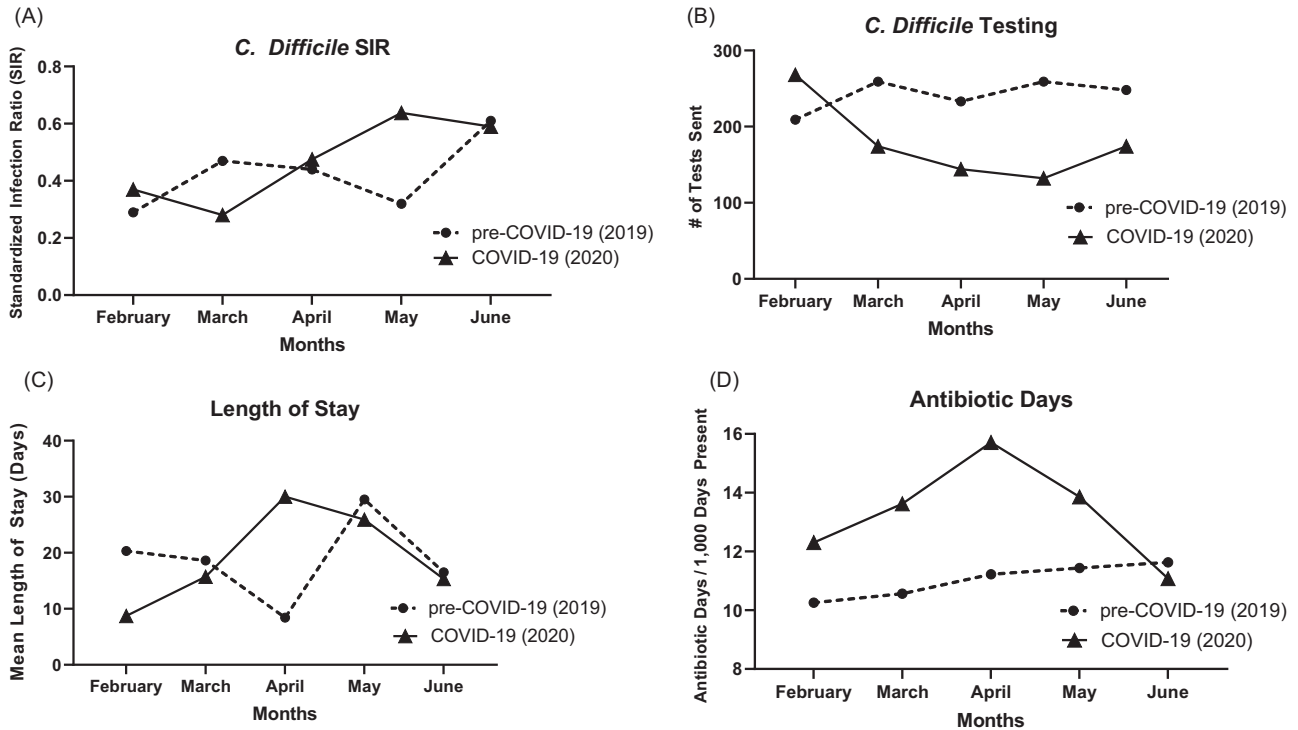 (A)
C. Difficile SIR
Standardized Infection Ratio (SIR)
0.8
0.6
0.4
0.2
0.0
February March April May June
Months
pre-COVID-19 (2019)
COVID-19 (2020)
(B)
C. Difficile Testing
# of Tests Sent
300
200
100
0
February March April May June
Months
pre-COVID-19 (2019)
COVID-19 (2020)
(C)
Length of Stay
Mean Length of Stay (Days)
40
30
20
10
0
February March April May June
Months
pre-COVID-19 (2019)
COVID-19 (2020)
(D)
Antibiotic Days
Antibiotic Days / 1,000 Days Present
16
14
12
10
8
February March April May June
Months
pre-COVID-19 (2019)
COVID-19 (2020)